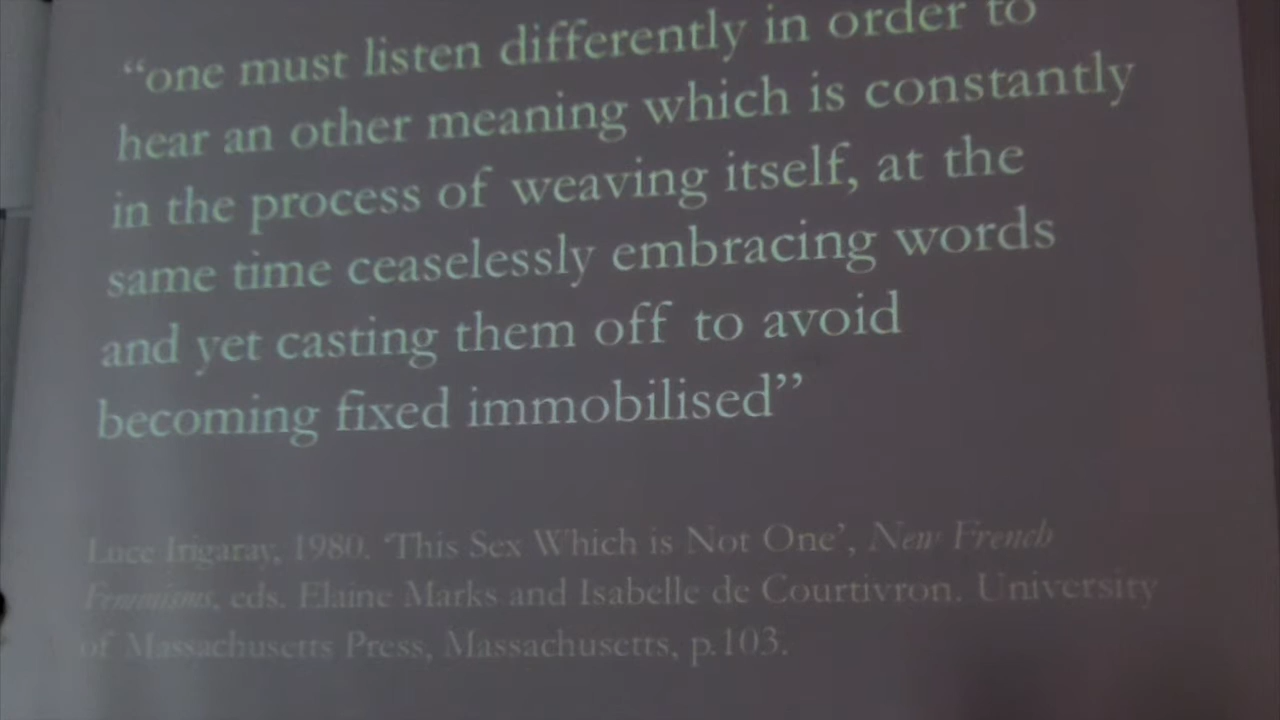 “one must listen differently in order to
hear an other meaning which is constantly
in the process of weaving itself, at the
same time ceaselessly embracing words
and yet casting them off to avoid
becoming fixed immobilised”
Luce Irigaray, 1980. ‘This Sex Which is Not One’, New French
Feminisms, eds. Elaine Marks and Isabelle de Courtivron. University
of Massachusetts Press, Massachusetts, p.103.